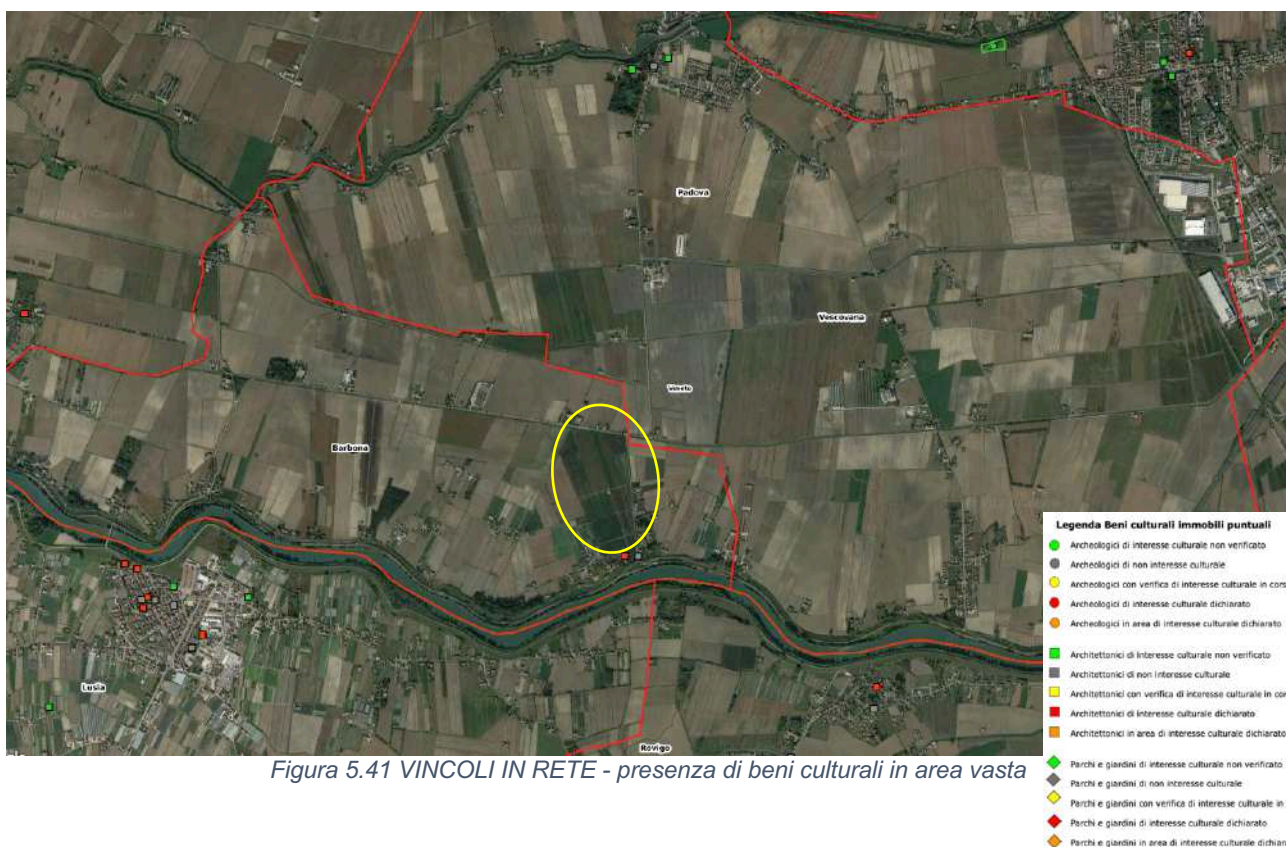 Padova
Vescovana
Veneto
Barbona
Lusia
Rovigo
Legenda Beni culturali immobili puntuali
Archeologici di interesse culturale non verificato
Archeologici di non interesse culturale
Archeologici con verifica di interesse culturale in cors
Archeologici di interesse culturale dichiarato
Archeologici in area di interesse culturale dichiarato
Architettonici di interesse culturale non verificato
Architettonici di non interesse culturale
Architettonici con verifica di interesse culturale in cor
Architettonici di interesse culturale dichiarato
Architettonici in area di interesse culturale dichiarato
Parchi e giardini di interesse culturale non verificato
Parchi e giardini di non interesse culturale
Parchi e giardini con verifica di interesse culturale in
Parchi e giardini di interesse culturale dichiarato
Parchi e giardini in area di interesse culturale dichiar
Figura 5.41 VINCOLI IN RETE - presenza di beni culturali in area vasta